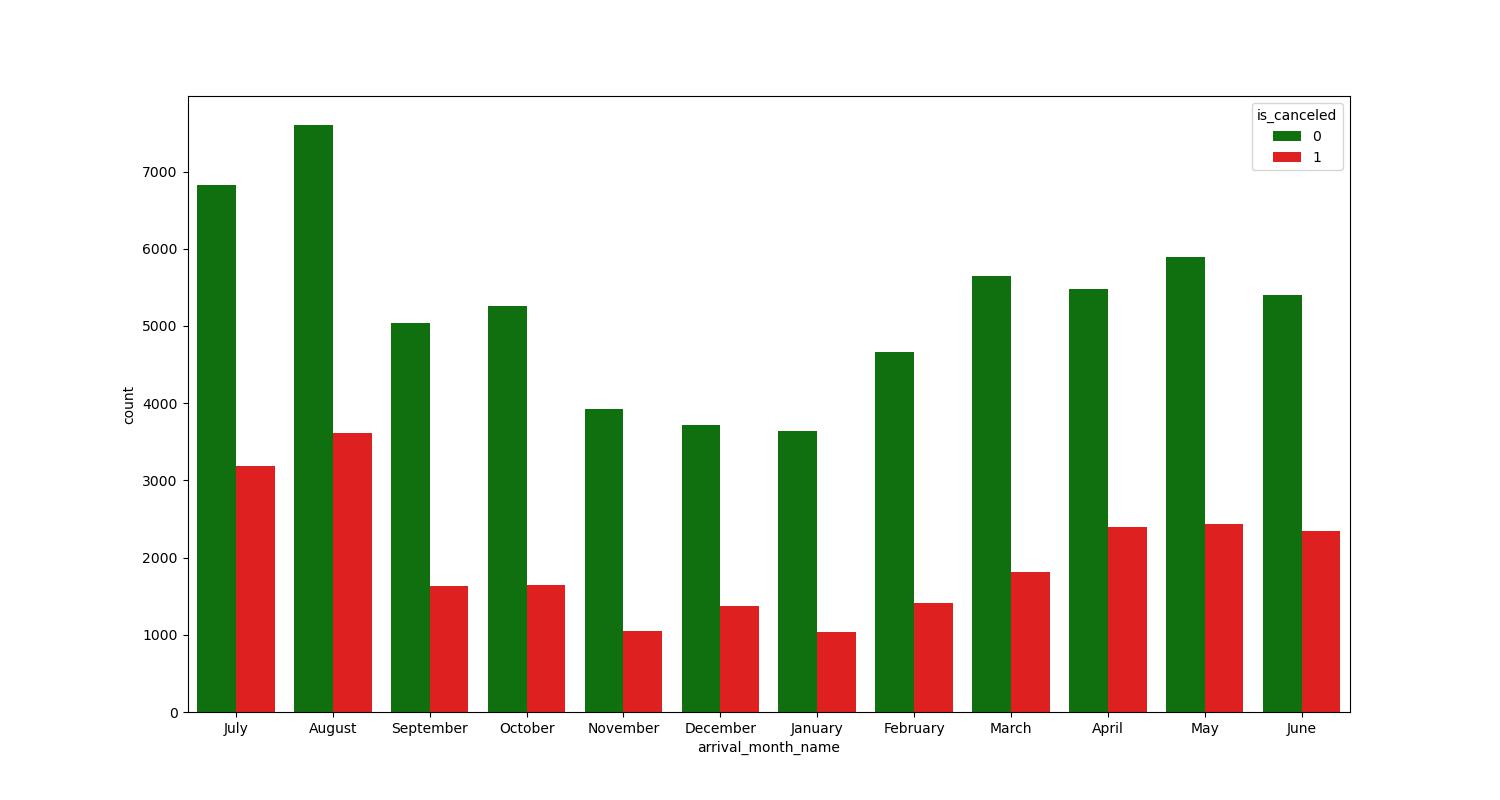 is_canceled
0
1
7000
6000
5000
4000
3000
2000
1000
0
count
July August September October November December January February March April May June
arrival_month_name